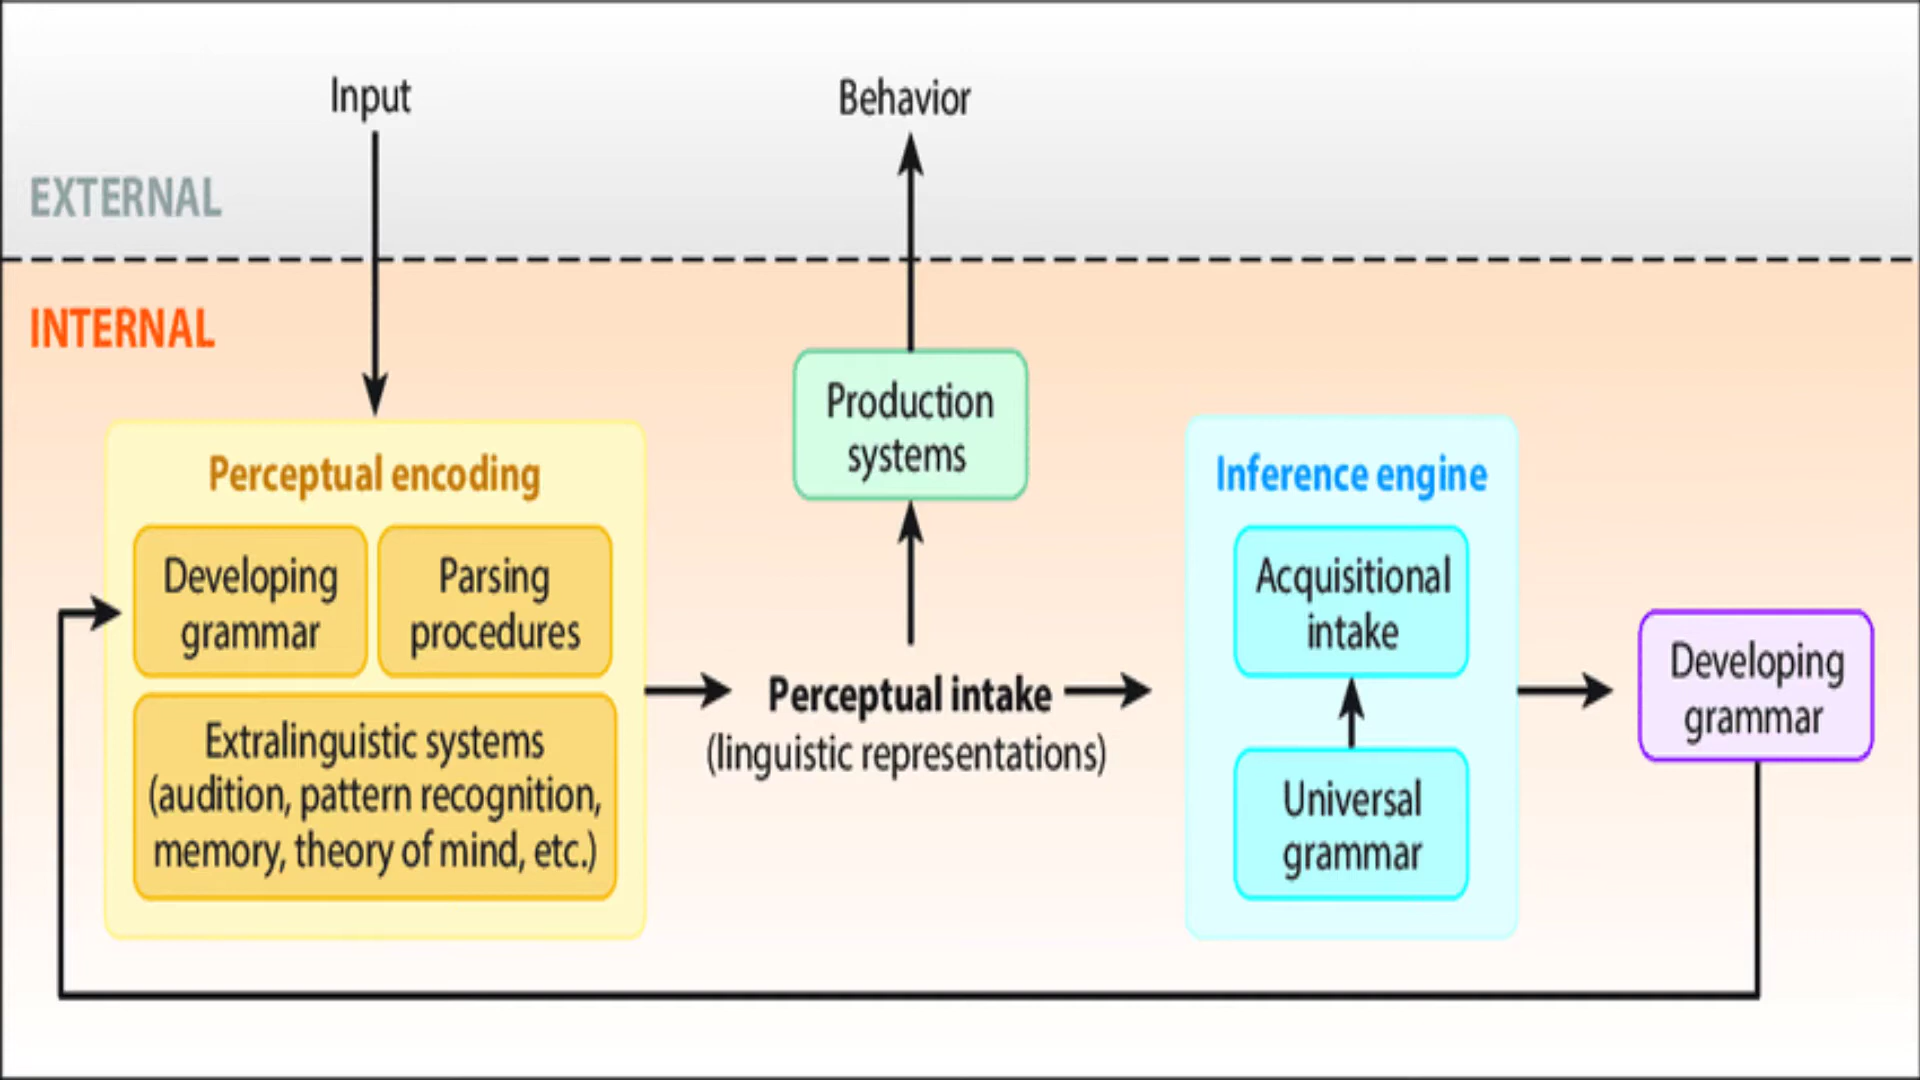 Input
Behavior
EXTERNAL
INTERNAL
Perceptual encoding
Developing
grammar
Parsing
procedures
Extralinguistic systems
(audition, pattern recognition,
memory, theory of mind, etc.)
Production
systems
Perceptual intake
(linguistic representations)
Inference engine
Acquisitional
intake
Universal
grammar
Developing
grammar